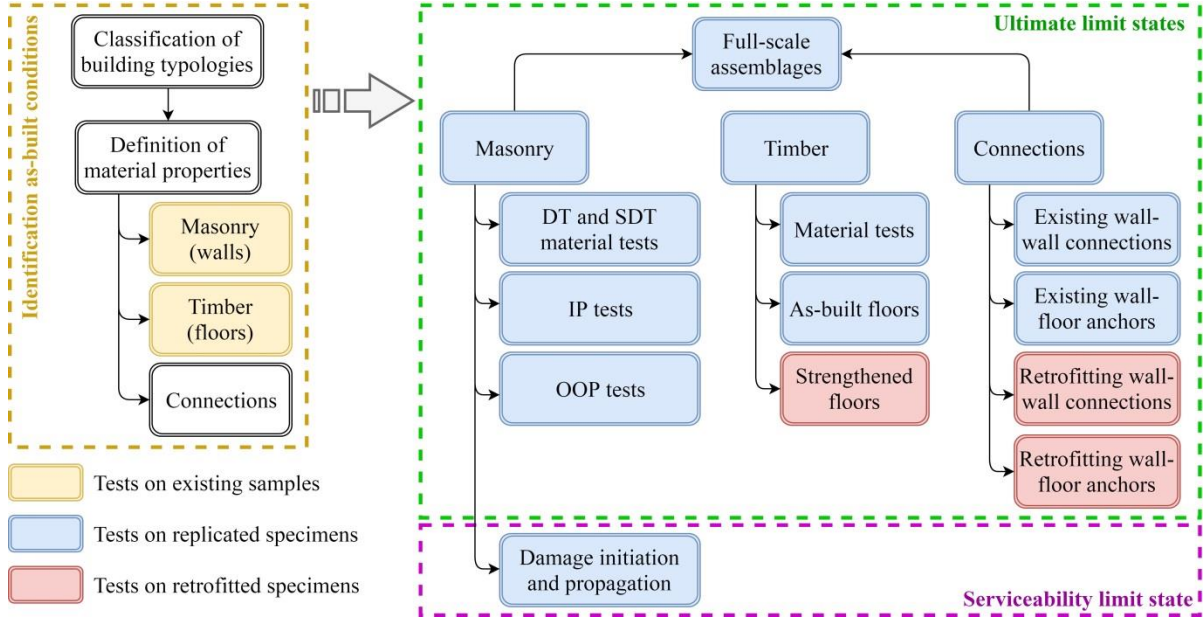 Identification as-built conditions
Classification of
building typologies
Definition of
material properties
Masonry
(walls)
Timber
(floors)
Connections
Tests on existing samples
Tests on replicated specimens
Tests on retrofitted specimens
Ultimate limit states
Full-scale
assemblages
Masonry
DT and SDT
material tests
IP tests
OOP tests
Timber
Material tests
As-built floors
Strengthened
floors
Connections
Existing wall-
wall connections
Existing wall-
floor anchors
Retrofitting wall-
wall connections
Retrofitting wall-
floor anchors
Damage initiation
and propagation
Serviceability limit state